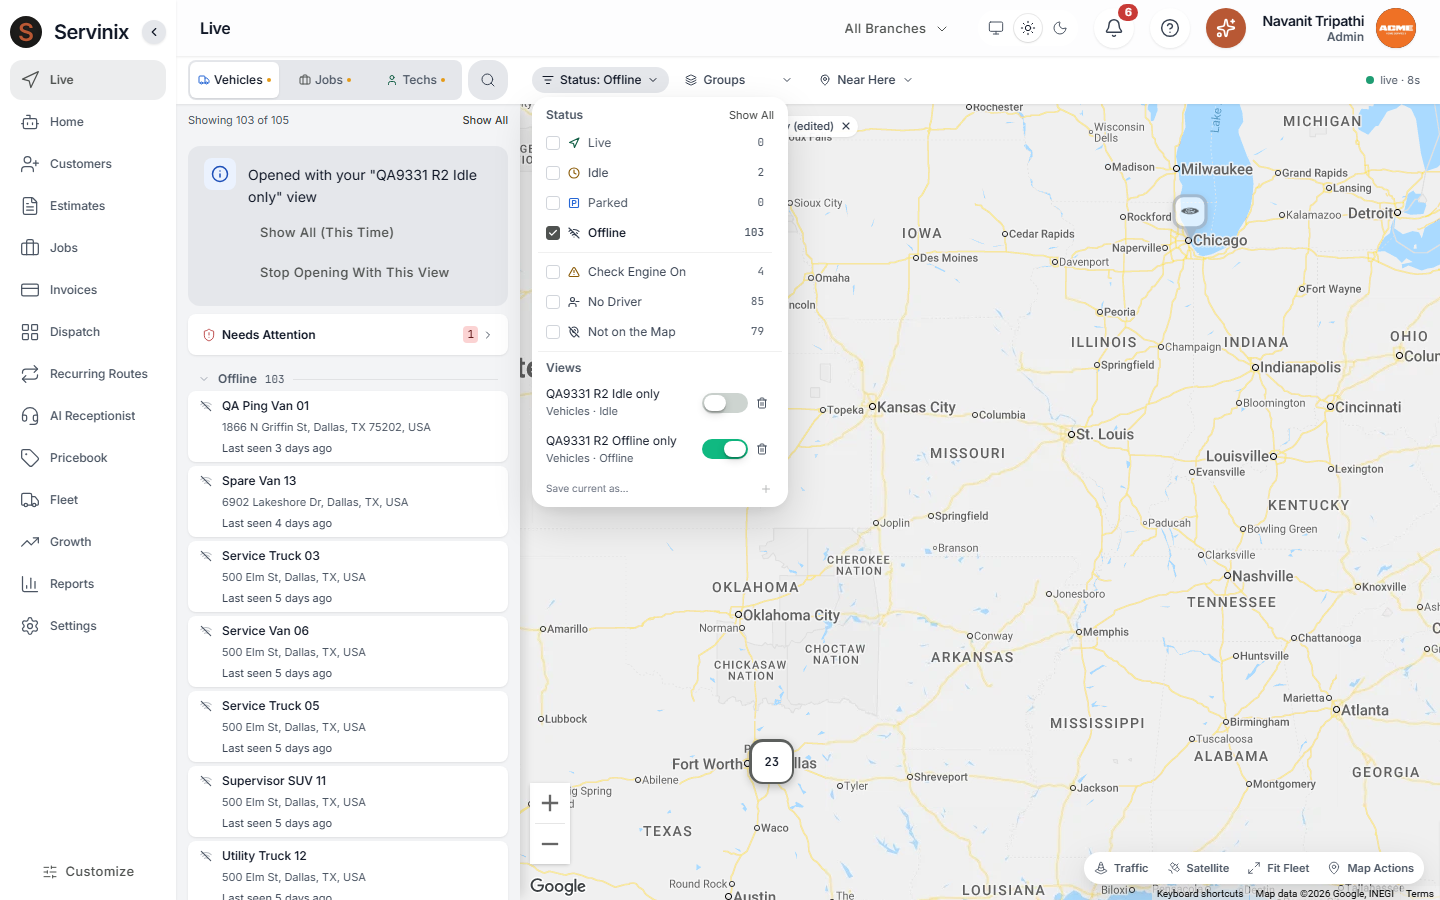 Servinix
Live
All Branches
6
Navanit Tripathi
Admin
ACME
Live
Home
Customers
Estimates
Jobs
Invoices
Dispatch
Recurring Routes
AI Receptionist
Pricebook
Fleet
Growth
Reports
Settings
Customize
Vehicles
Jobs
Techs
Showing 103 of 105
Show All
Opened with your "QA9331 R2 Idle
only" view
Show All (This Time)
Stop Opening With This View
Needs Attention
1
Offline 103
QA Ping Van 01
1866 N Griffin St, Dallas, TX 75202, USA
Last seen 3 days ago
Spare Van 13
6902 Lakeshore Dr, Dallas, TX, USA
Last seen 4 days ago
Service Truck 03
500 Elm St, Dallas, TX, USA
Last seen 5 days ago
Service Van 06
500 Elm St, Dallas, TX, USA
Last seen 5 days ago
Service Truck 05
500 Elm St, Dallas, TX, USA
Last seen 5 days ago
Supervisor SUV 11
500 Elm St, Dallas, TX, USA
Last seen 5 days ago
Utility Truck 12
500 Elm St, Dallas, TX, USA
Last seen 5 days ago
Status: Offline
Groups
Near Here
live · 8s
Status
Show All
Live 0
Idle 2
Parked 0
Offline 103
Check Engine On 4
No Driver 85
Not on the Map 79
Views
QA9331 R2 Idle only
Vehicles · Idle
QA9331 R2 Offline only
Vehicles · Offline
Save current as...
(edited)
Rochester
Wisconsin
Dells
Lake
MICHIGAN
Madison
Milwaukee
Grand Rapids
Lansing
Sioux City
Rockford
Kalamazoo
Detroit
IOWA
Cedar Rapids
Naperville
Chicago
Des Moines
Davenport
Omaha
Fort Wayne
Peoria
ILLINOIS
Champaign
INDIANA
OHIO
Springfield
Indianapolis
Topeka
Kansas City
Columbia
Bloomington
Cincinnati
St. Louis
MISSOURI
Louisville
Evansville
Lexington
KENTUCKY
Joplin
Springfield
Paducah
Bowling Green
Branson
Clarksville
CHEROKEE
NATION
Nashville
Knoxville
OKLAHOMA
Jonesboro
TENNESSEE
Oklahoma City
Amarillo
Norman
Conway
Memphis
Chattanooga
CHOCTAW
NATION
ARKANSAS
Huntsville
CHICKASAW
NATION
Marietta
Atlanta
Lubbock
MISSISSIPPI
Birmingham
Tuscaloosa
ALABAMA
Fort Worth
23
GEORGIA
Abilene
Shreveport
Tyler
Jackson
Montgomery
Spring
TEXAS
Waco
Round Rock
Austin
LOUISIANA
Biloxi
Traffic
Satellite
Fit Fleet
Map Actions
Google
Keyboard shortcuts
Map data ©2026 Google, INEGI
Terms